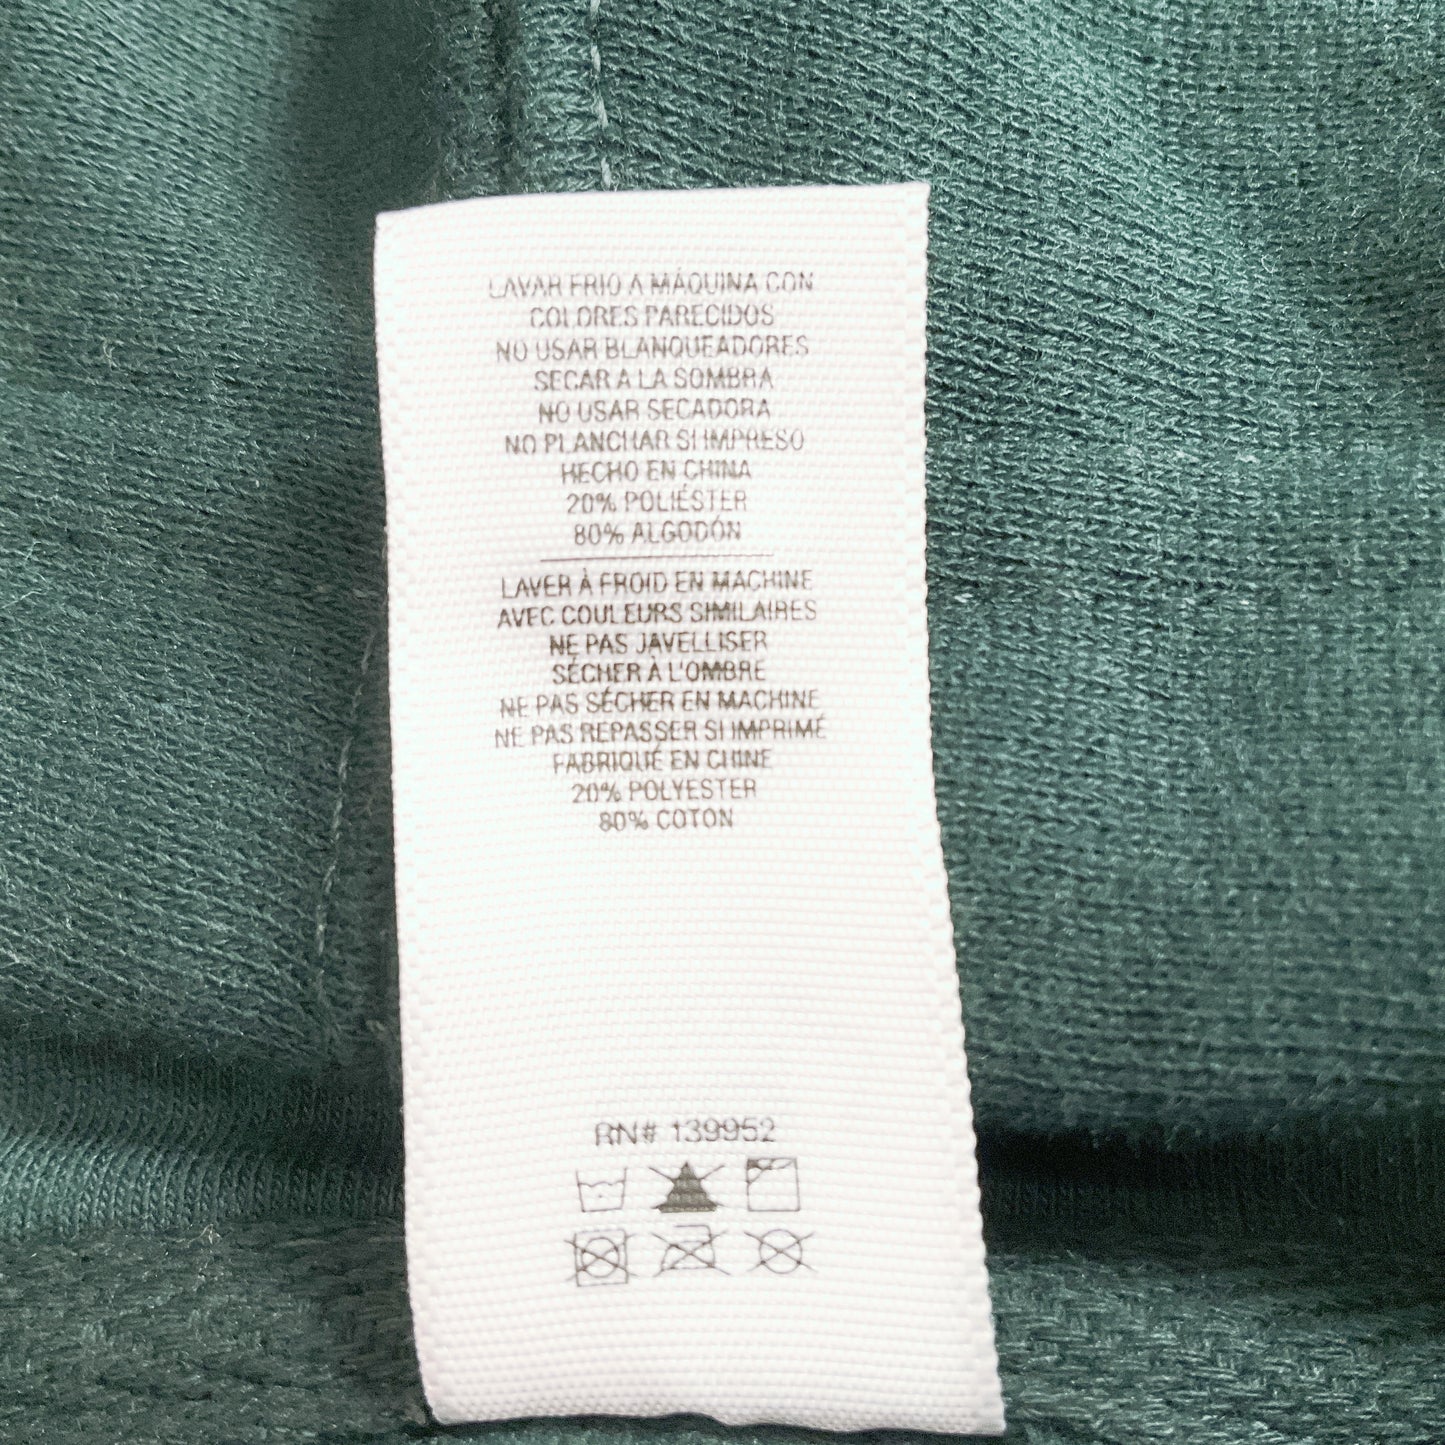 LAVAR FRIO A MÁQUINA CON
COLORES PARECIDOS
NO USAR BLANQUEADORES
SECAR A LA SOMBRA
NO USAR SECADORA
NO PLANCHAR SI IMPRESO
HECHO EN CHINA
20% POLIÉSTER
80% ALGODÓN
LAVER À FROID EN MACHINE
AVEC COULEURS SIMILAIRES
NE PAS JAVELLISER
SÉCHER À L'OMBRE
NE PAS SÉCHER EN MACHINE
NE PAS REPASSER SI IMPRIMÉ
FABRIQUÉ EN CHINE
20% POLYESTER
80% COTON
RN# 139952